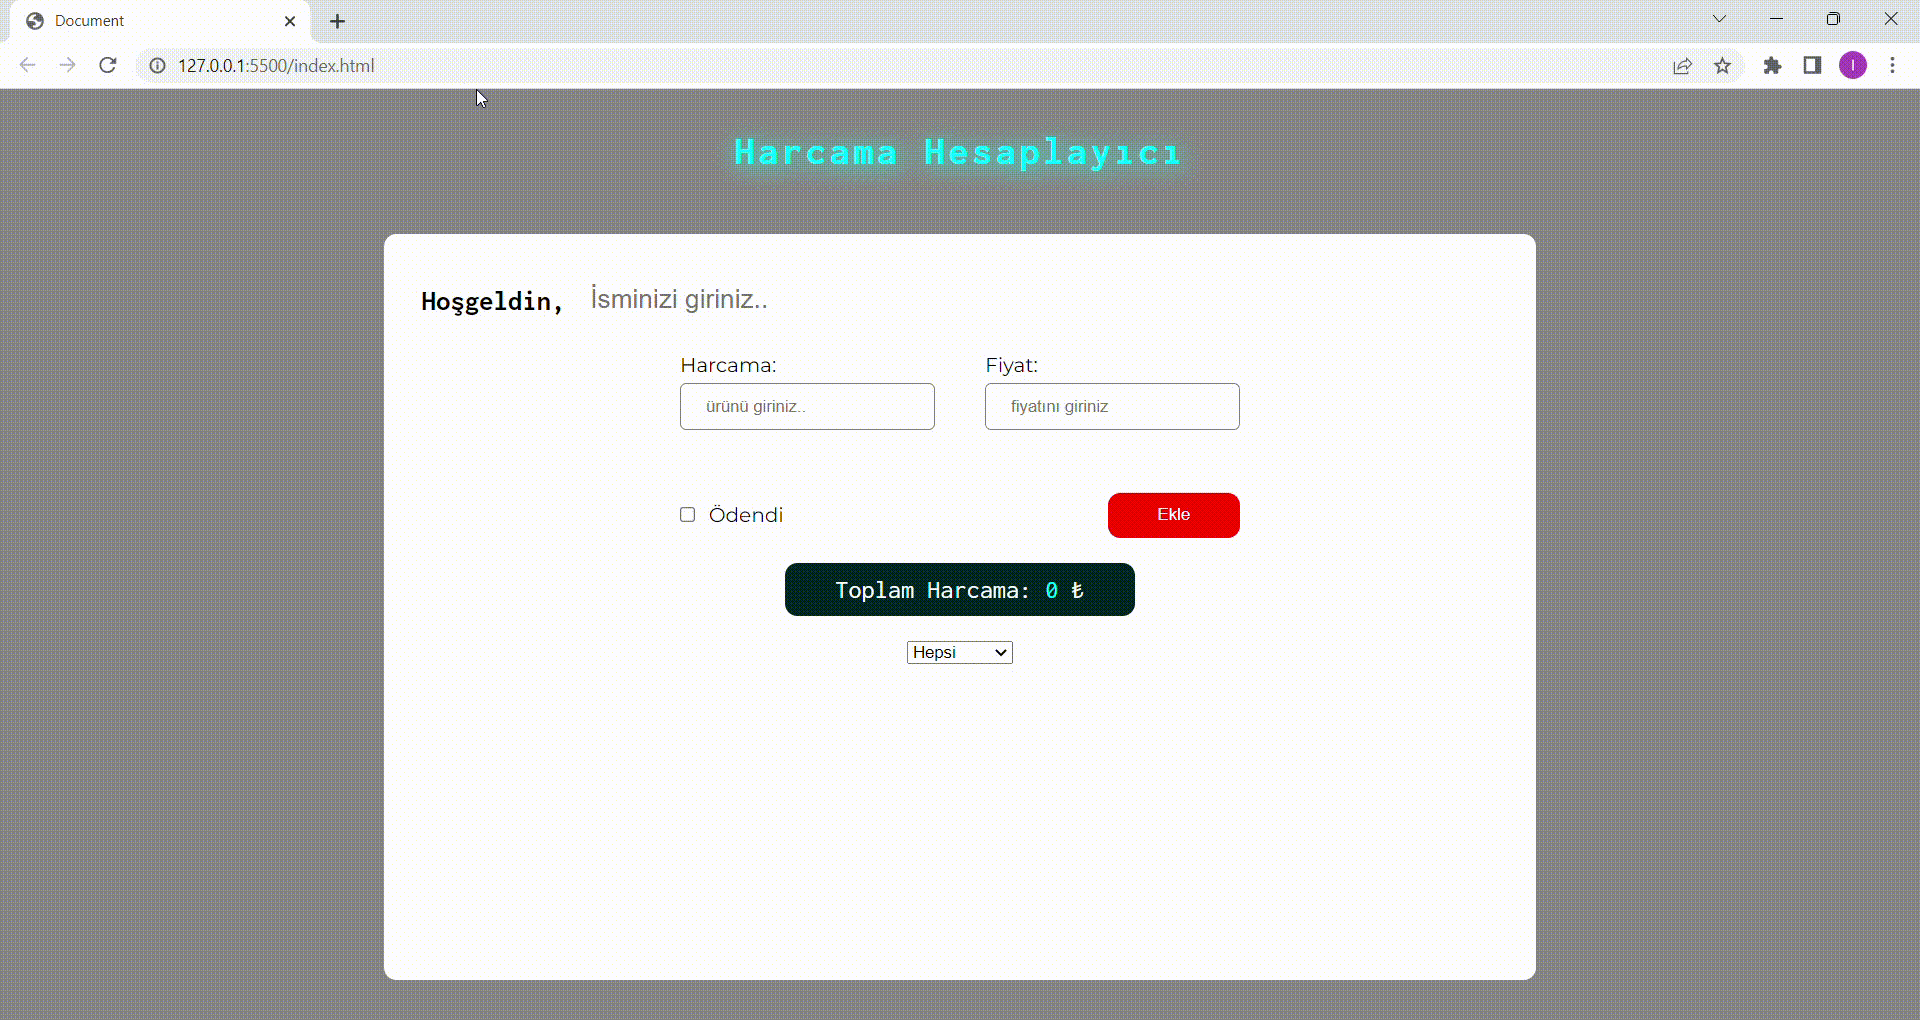 Document
127.0.0.1:5500/index.html
I
Harcama Hesaplayıcı
Hoşgeldin, İsminizi giriniz..
Harcama: Fiyat:
ürünü giriniz.. fiyatını giriniz
Ödendi Ekle
Toplam Harcama: 0 ₺
Hepsi